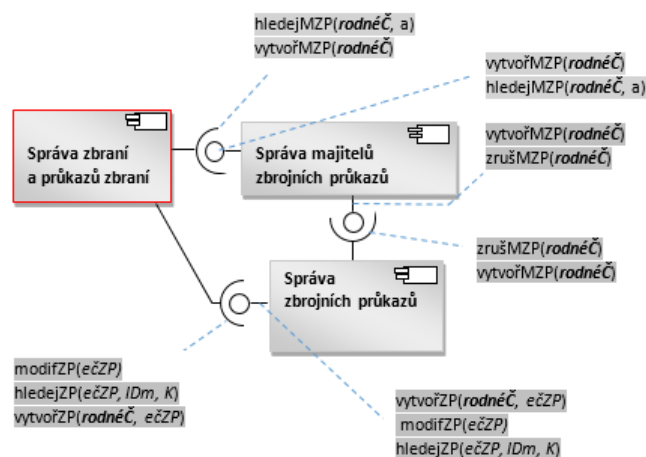 hledejMZP(rodnéČ, a)
vytvořMZP(rodnéČ)
vytvořMZP(rodnéČ)
hledejMZP(rodnéČ, a)
Správa zbraní
a průkazů zbraní
Správa majitelů
zbrojních průkazů
vytvořMZP(rodnéČ)
zrušMZP(rodnéČ)
zrušMZP(rodnéČ)
vytvořMZP(rodnéČ)
Správa
zbrojních průkazů
modifZP(ečZP)
hledejZP(ečZP, IDm, K)
vytvořZP(rodnéČ, ečZP)
vytvořZP(rodnéČ, ečZP)
modifZP(ečZP)
hledejZP(ečZP, IDm, K)